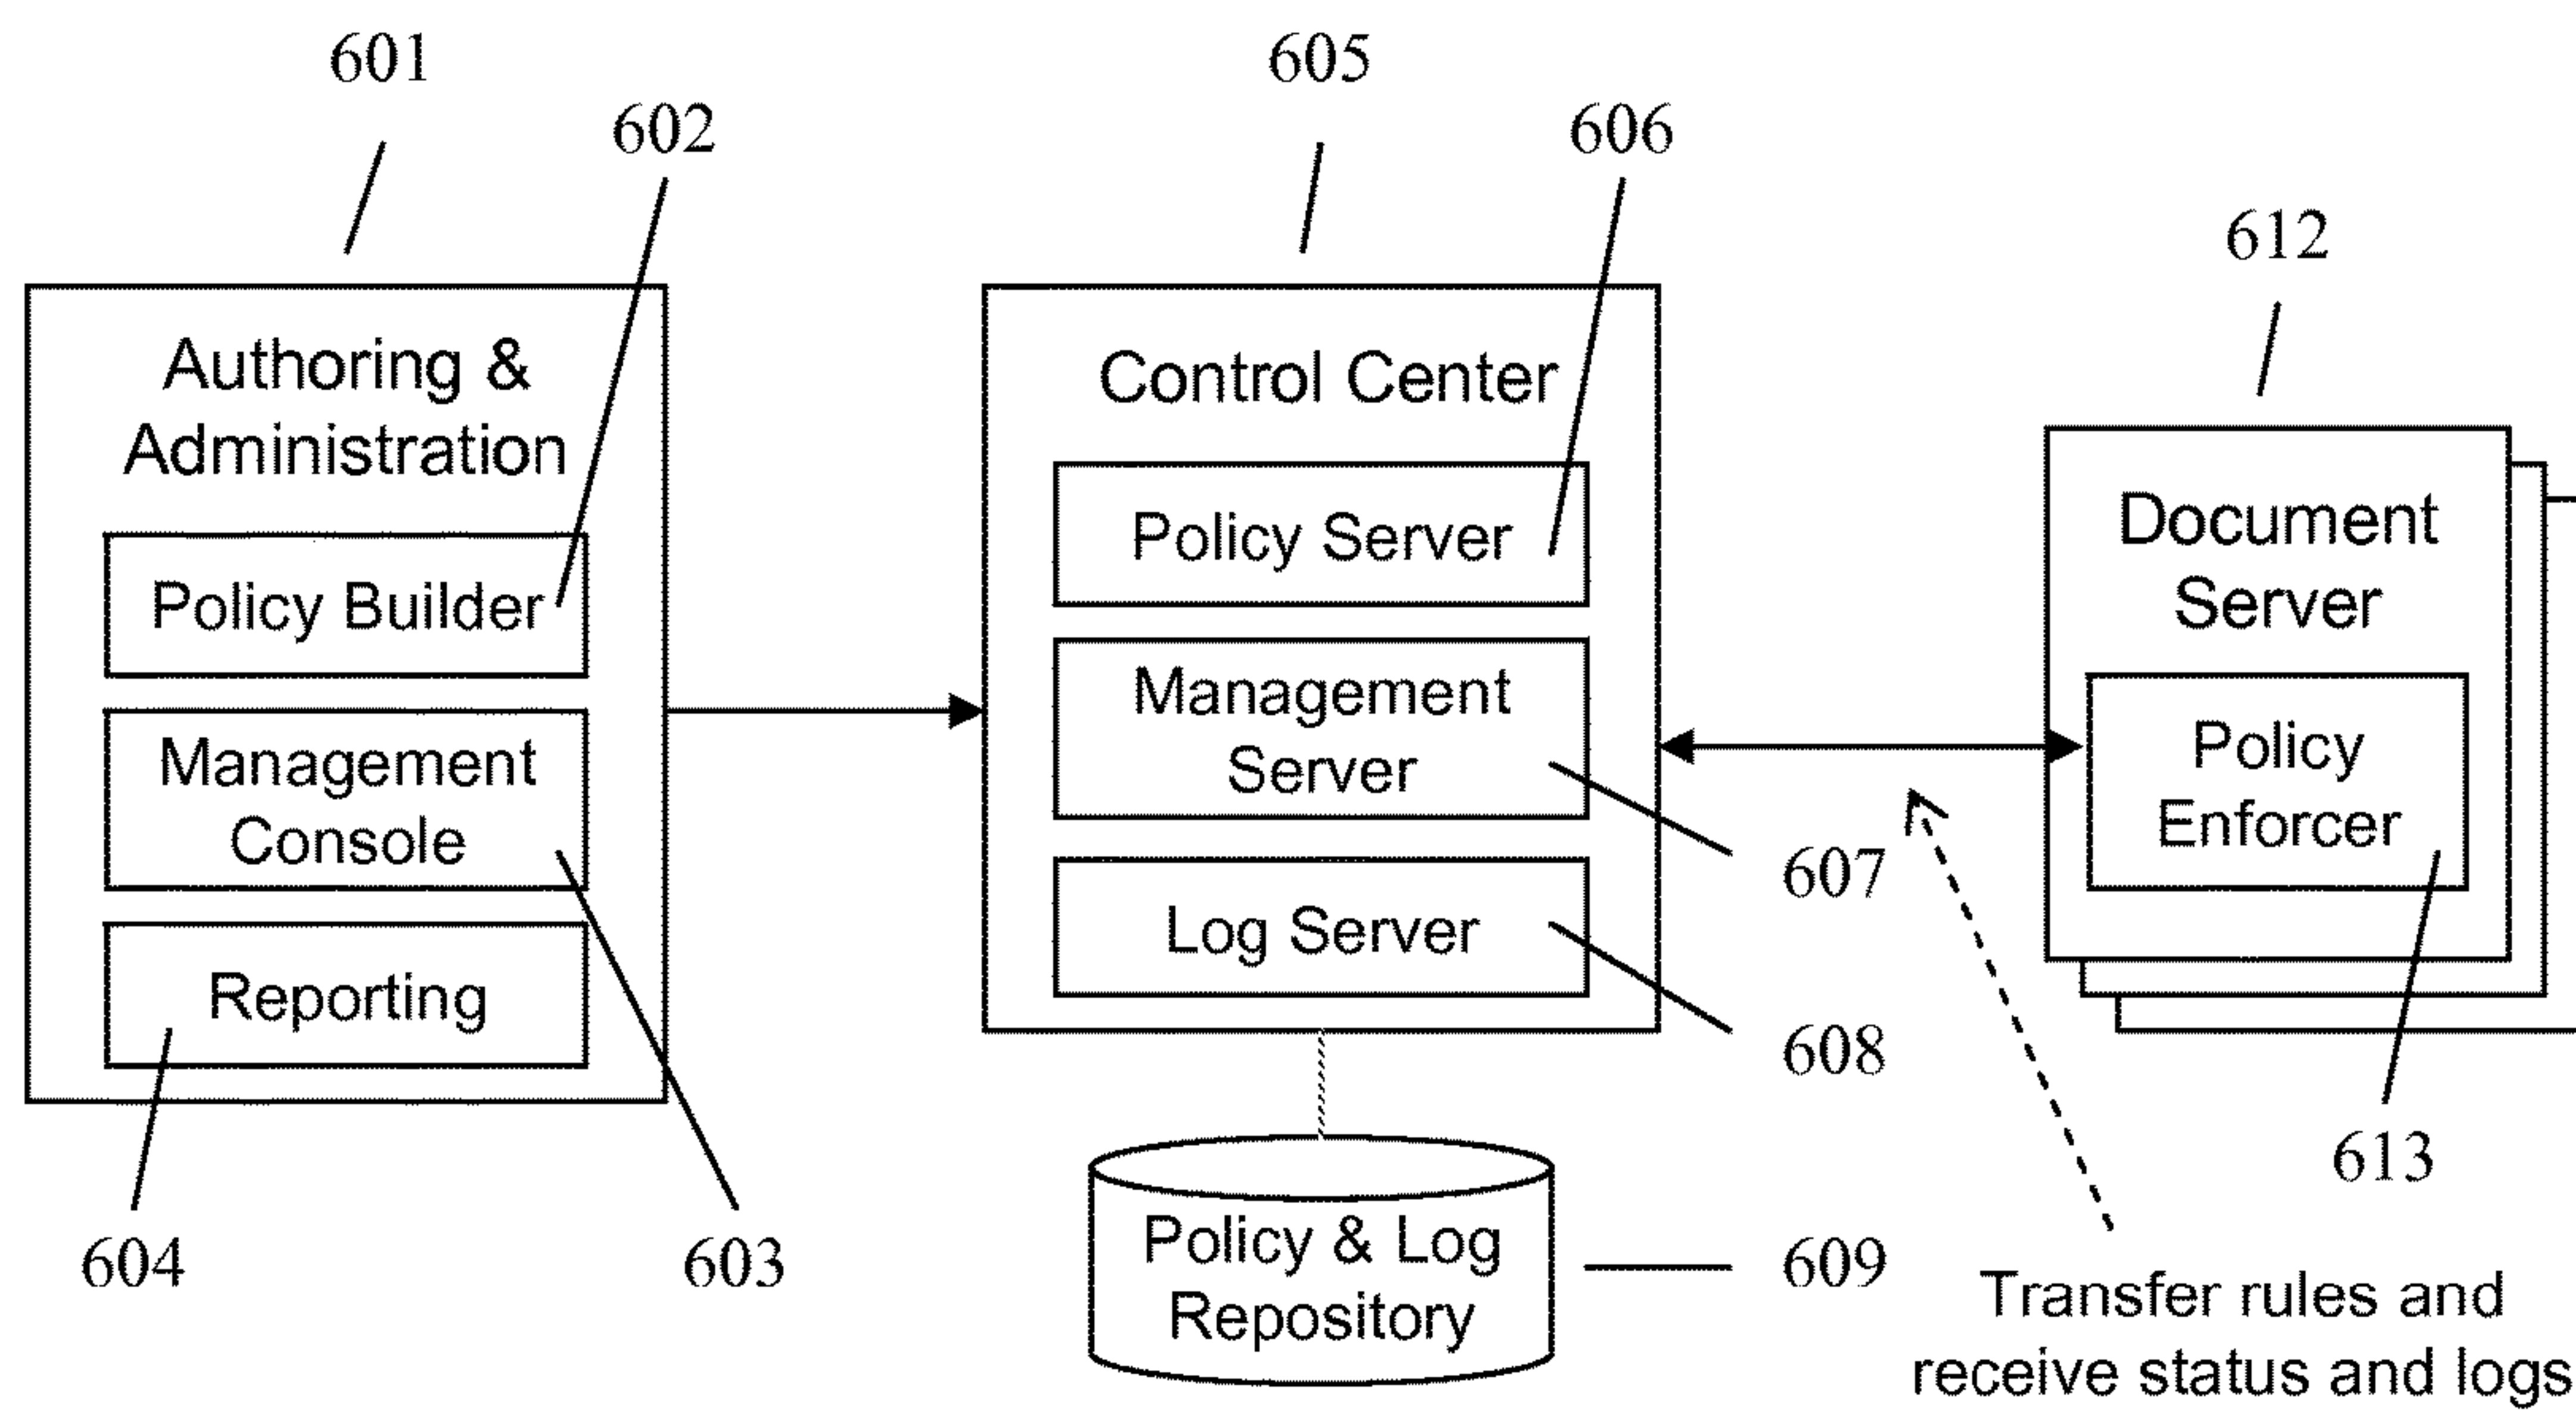 601
605
602
606
612
Authoring &
Administration
Control Center
Document
Server
Policy Builder
Policy Server
Management
Console
Management
Server
Policy
Enforcer
607
Reporting
Log Server
608
613
604
603
Policy & Log
Repository
609
Transfer rules and
receive status and logs